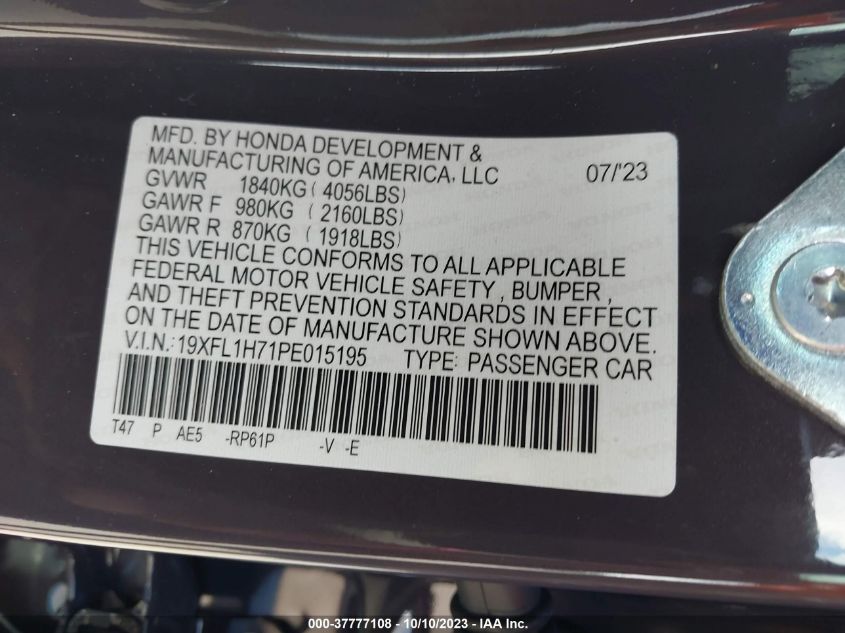 MFD. BY HONDA DEVELOPMENT &
MANUFACTURING OF AMERICA, LLC 07/'23
GVWR 1840KG ( 4056LBS)
GAWR F 980KG ( 2160LBS)
GAWR R 870KG ( 1918LBS)
THIS VEHICLE CONFORMS TO ALL APPLICABLE
FEDERAL MOTOR VEHICLE SAFETY , BUMPER ,
AND THEFT PREVENTION STANDARDS IN EFFECT
ON THE DATE OF MANUFACTURE SHOWN ABOVE.
V.I.N.: 19XFL1H71PE015195 TYPE: PASSENGER CAR
T47 P AE5 -RP61P -V -E
000-37777108 - 10/10/2023 - IAA Inc.